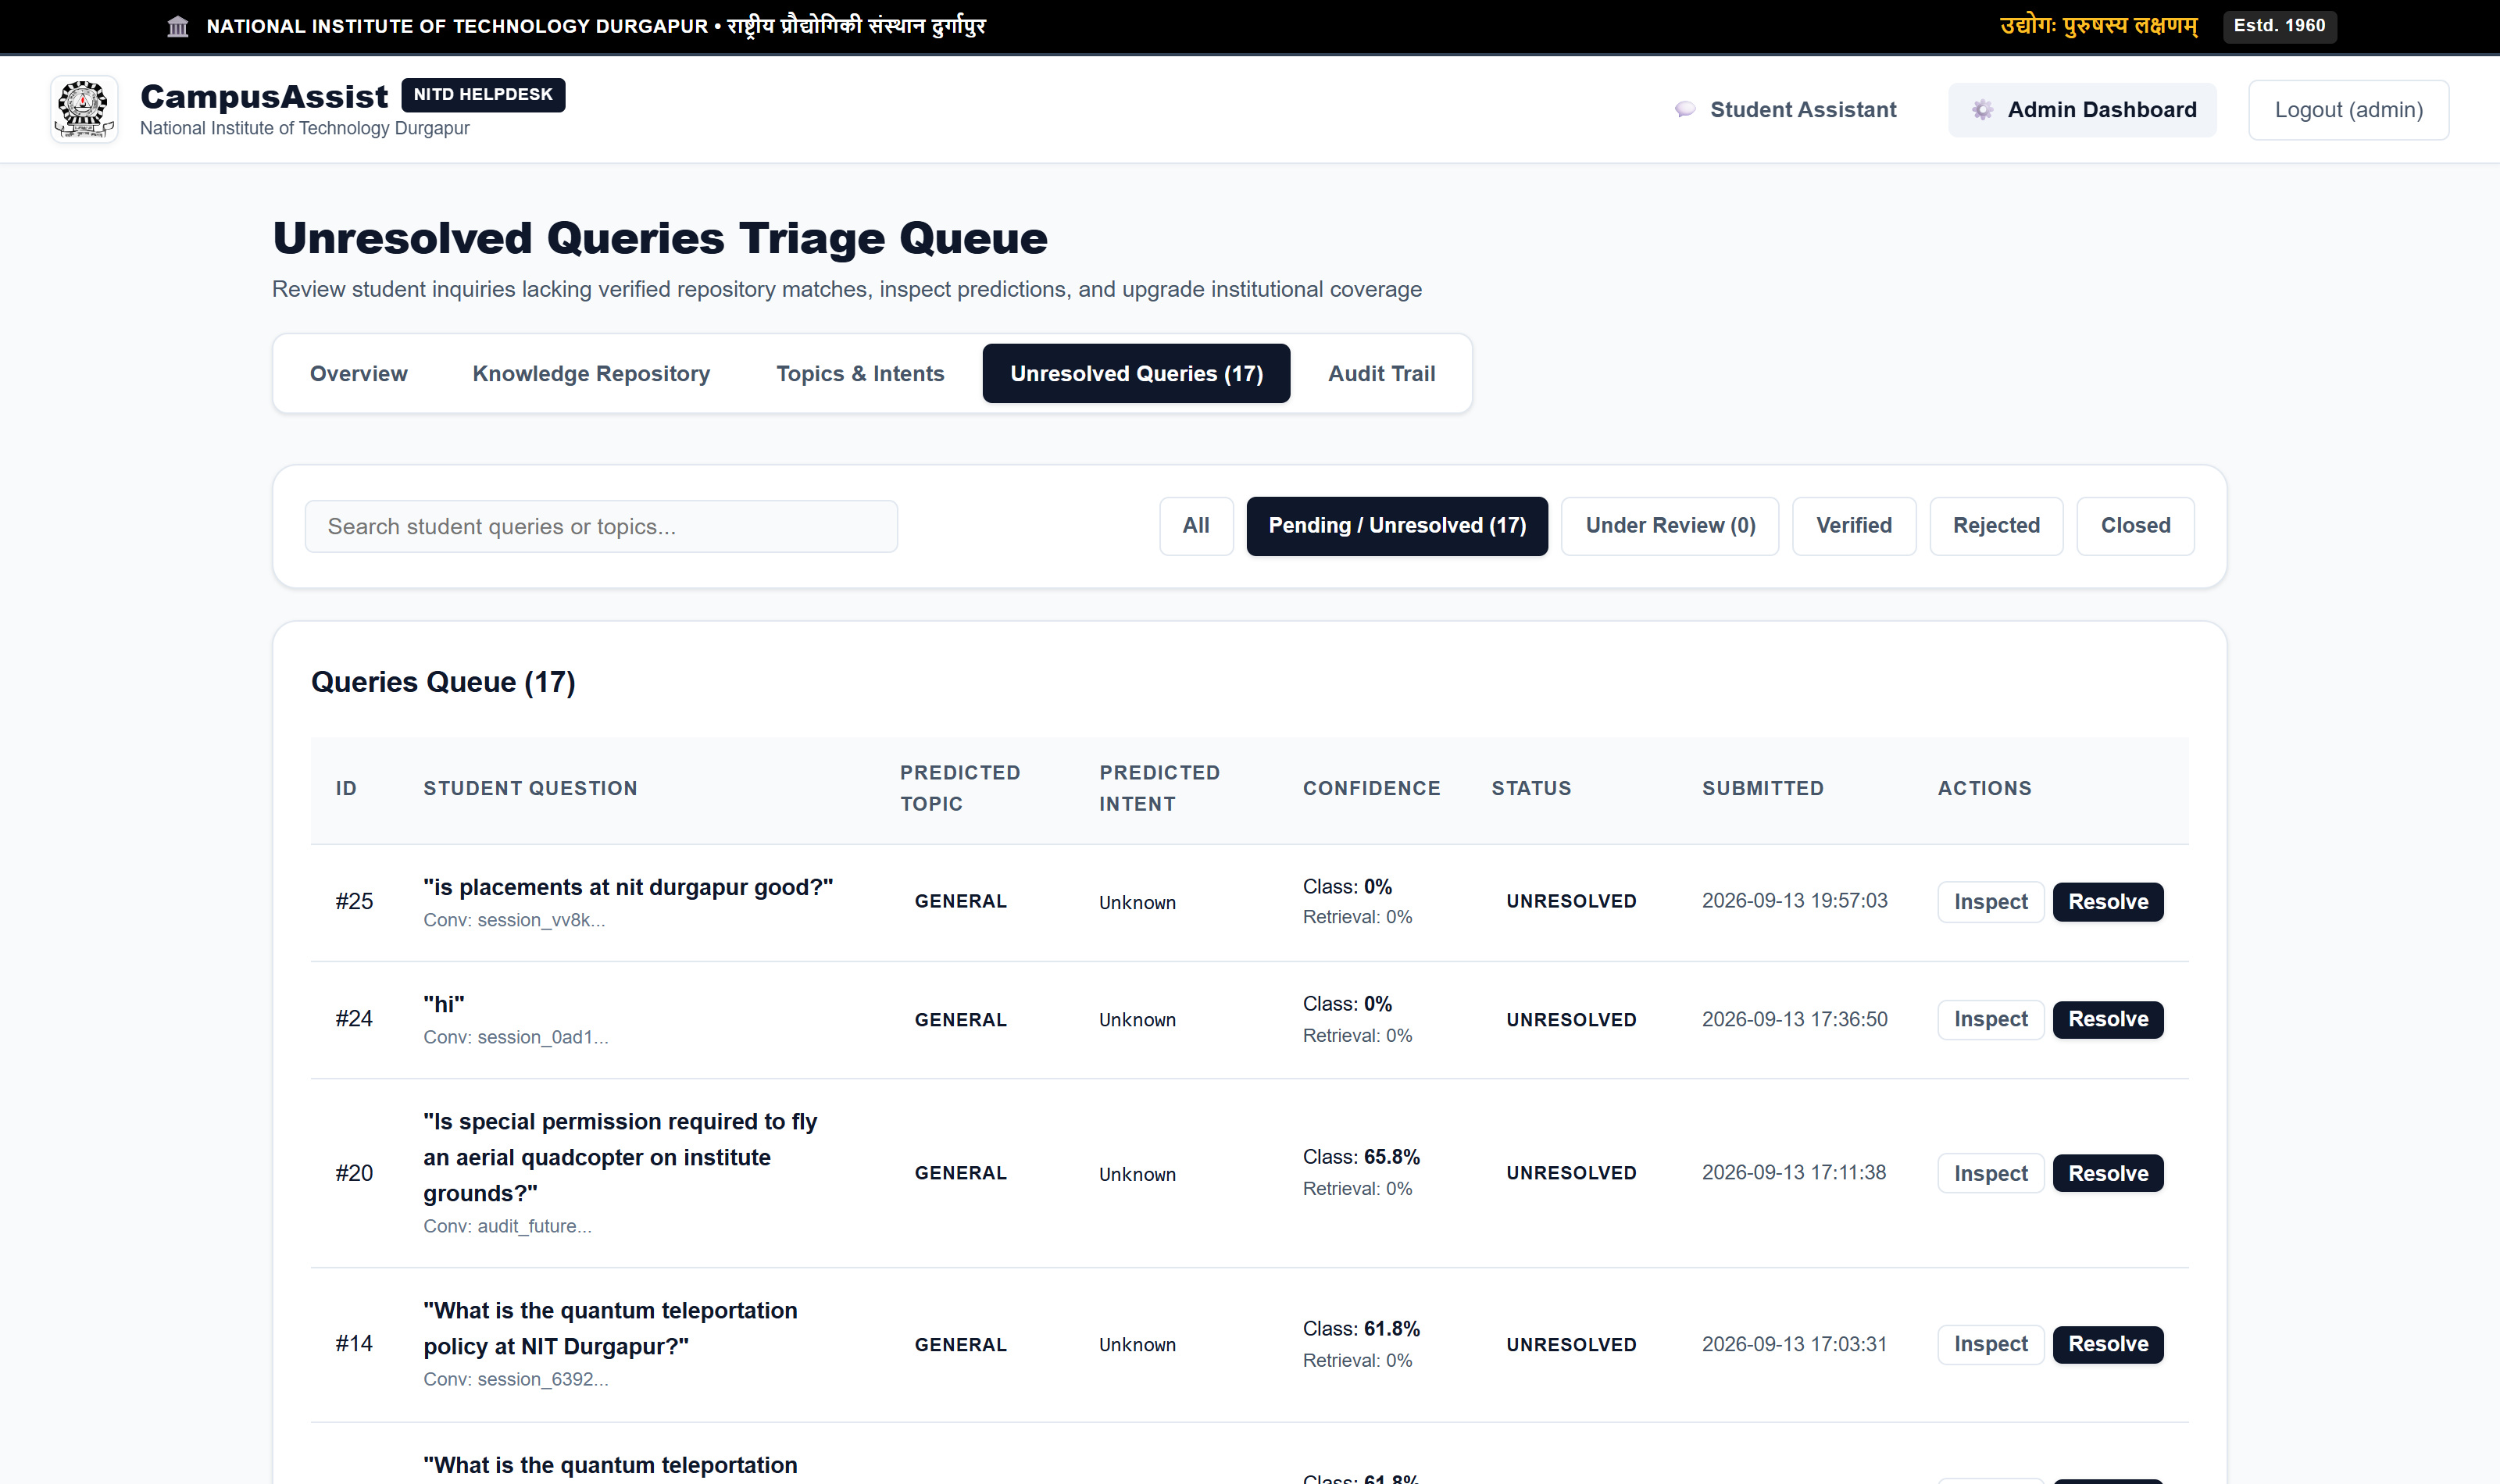 NATIONAL INSTITUTE OF TECHNOLOGY DURGAPUR • राष्ट्रीय प्रौद्योगिकी संस्थान दुर्गापुर
उद्योगः पुरुषस्य लक्षणम्
Estd. 1960
CampusAssist NITD HELPDESK
National Institute of Technology Durgapur
Student Assistant
Admin Dashboard
Logout (admin)
Unresolved Queries Triage Queue
Review student inquiries lacking verified repository matches, inspect predictions, and upgrade institutional coverage
Overview Knowledge Repository Topics & Intents Unresolved Queries (17) Audit Trail
Search student queries or topics...
All Pending / Unresolved (17) Under Review (0) Verified Rejected Closed
Queries Queue (17)
ID STUDENT QUESTION PREDICTED TOPIC PREDICTED INTENT CONFIDENCE STATUS SUBMITTED ACTIONS
#25
"is placements at nit durgapur good?"
Conv: session_vv8k...
GENERAL
Unknown
Class: 0%
Retrieval: 0%
UNRESOLVED
2026-09-13 19:57:03
Inspect Resolve
#24
"hi"
Conv: session_0ad1...
GENERAL
Unknown
Class: 0%
Retrieval: 0%
UNRESOLVED
2026-09-13 17:36:50
Inspect Resolve
#20
"Is special permission required to fly
an aerial quadcopter on institute
grounds?"
Conv: audit_future...
GENERAL
Unknown
Class: 65.8%
Retrieval: 0%
UNRESOLVED
2026-09-13 17:11:38
Inspect Resolve
#14
"What is the quantum teleportation
policy at NIT Durgapur?"
Conv: session_6392...
GENERAL
Unknown
Class: 61.8%
Retrieval: 0%
UNRESOLVED
2026-09-13 17:03:31
Inspect Resolve
"What is the quantum teleportation
Class: 61.8%